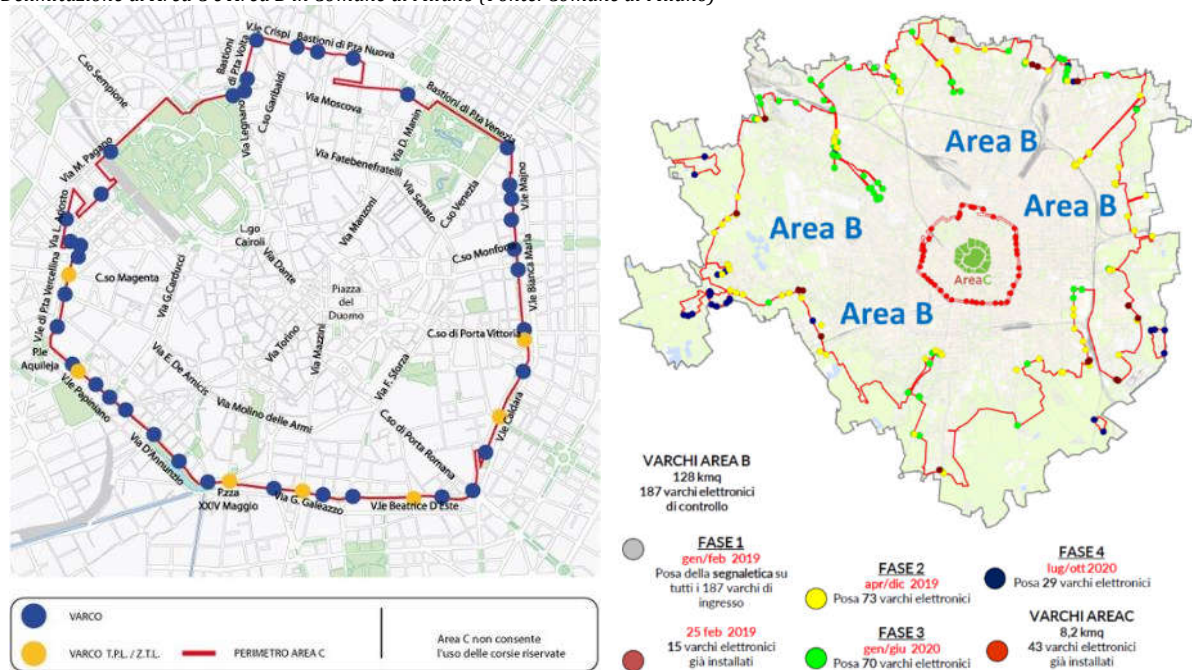 V.le Crispi
Bastioni di P.ta Nuova
Bastioni
di P.ta Volta
C.so Sempione
C.so Garibaldi
Via Legnano
Via Moscova
Via D. Manin
Bastioni di P.ta Venezia
Via Fatebenefratelli
Via M. Pagano
Via Senato
C.so Venezia
V.le Majno
Via Manzoni
L.go
Cairoli
Via Dante
C.so Monforte
V.le Bianca Maria
C.so Magenta
Via G.Carducci
V.le di P.ta Vercellina
Piazza
del
Duomo
Via Torino
Via Mazzini
C.so di Porta Vittoria
P.le
Aquileja
Via E. De Amicis
Via F. Sforza
V.le Papiniano
Via Molino delle Armi
V.le Caldara
C.so di Porta Romana
Via D'Annunzio
P.zza
XXIV Maggio
Via G. Galeazzo
V.le Beatrice D'Este
VARCO
VARCO T.P.L. / Z.T.L.
PERIMETRO AREA C
Area C non consente
l'uso delle corsie riservate
Area B
Area B
Area B
Area B
AreaC
VARCHI AREA B
128 kmq
187 varchi elettronici
di controllo
FASE 1
gen/feb 2019
Posa della segnaletica su
tutti i 187 varchi di
ingresso
25 feb 2019
15 varchi elettronici
già installati
FASE 2
apr/dic 2019
Posa 73 varchi elettronici
FASE 3
gen/giu 2020
Posa 70 varchi elettronici
FASE 4
lug/ott 2020
Posa 29 varchi elettronici
VARCHI AREAC
8,2 kmq
43 varchi elettronici
già installati